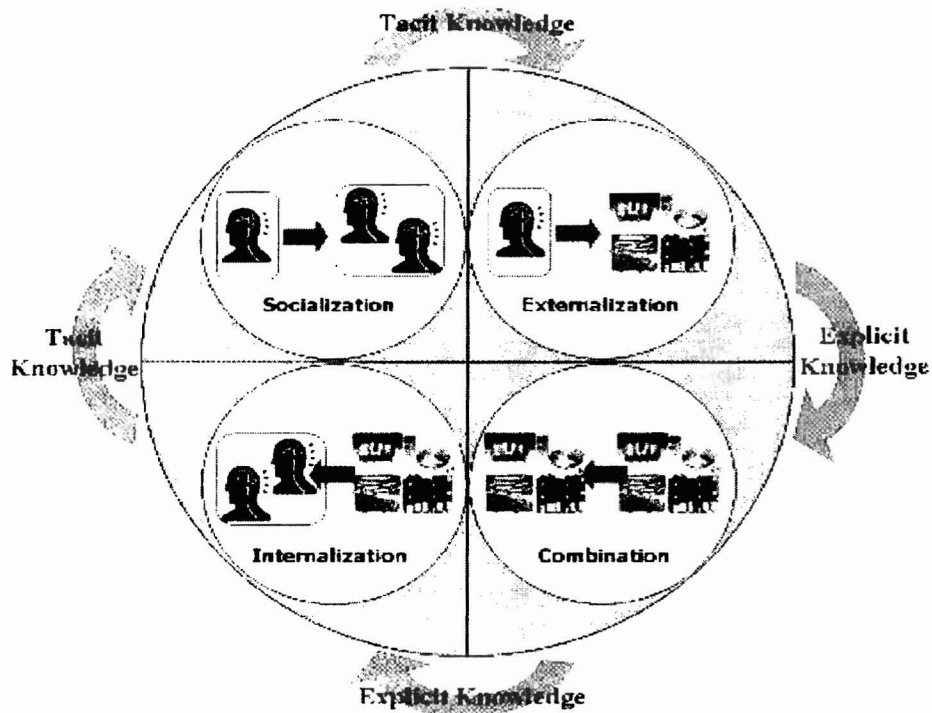 Tacit Knowledge
Socialization
Externalization
Tacit
Knowledge
Explicit
Knowledge
Internalization
Combination
Explicit Knowledge